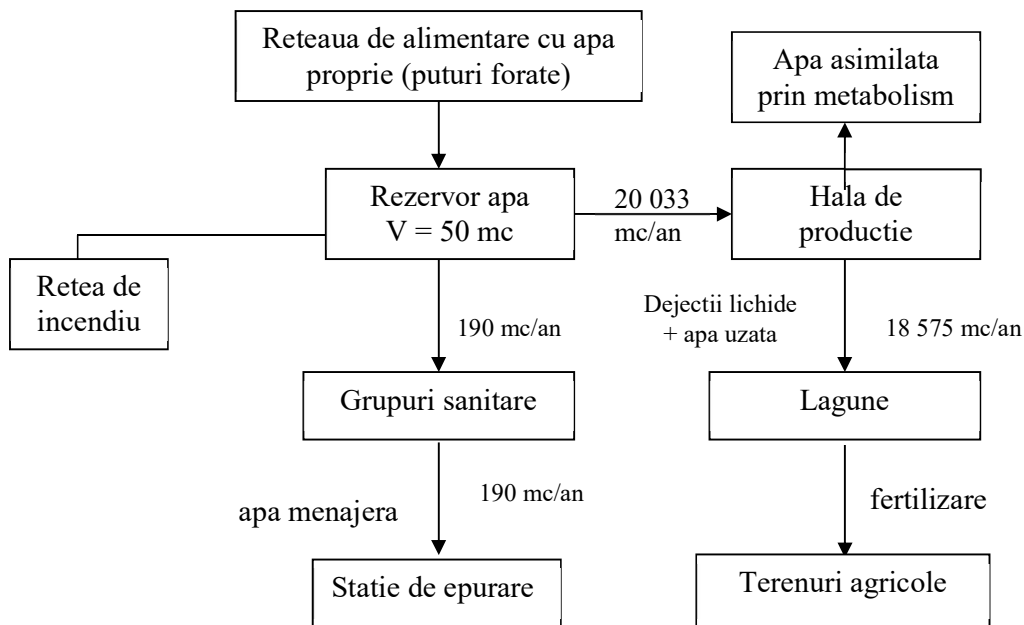 Reteaua de alimentare cu apa
proprie (puturi forate)
Apa asimilata
prin metabolism
Rezervor apa
V = 50 mc
20 033
mc/an
Hala de
productie
Retea de
incendiu
190 mc/an
Dejectii lichide
+ apa uzata
18 575 mc/an
Grupuri sanitare
Lagune
apa menajera
190 mc/an
fertilizare
Statie de epurare
Terenuri agricole